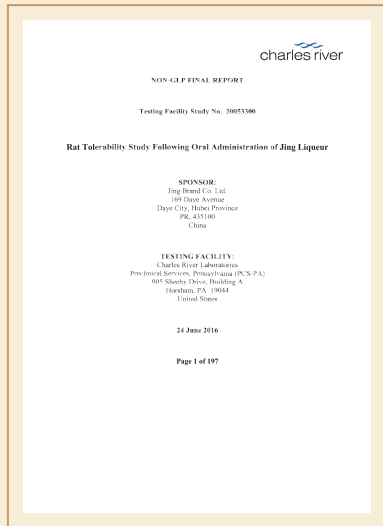 charles river
NON-GLP FINAL REPORT
Testing Facility Study No. 20053300
Rat Tolerability Study Following Oral Administration of Jing Liqueur
SPONSOR:
Jing Brand Co. Ltd.
169 Daye Avenue
Daye City, Hubei Province
PR, 435100
China
TESTING FACILITY:
Charles River Laboratories
Preclinical Services, Pennsylvania (PCS-PA)
905 Sheehy Drive, Building A
Horsham, PA 19044
United States
24 June 2016
Page 1 of 197